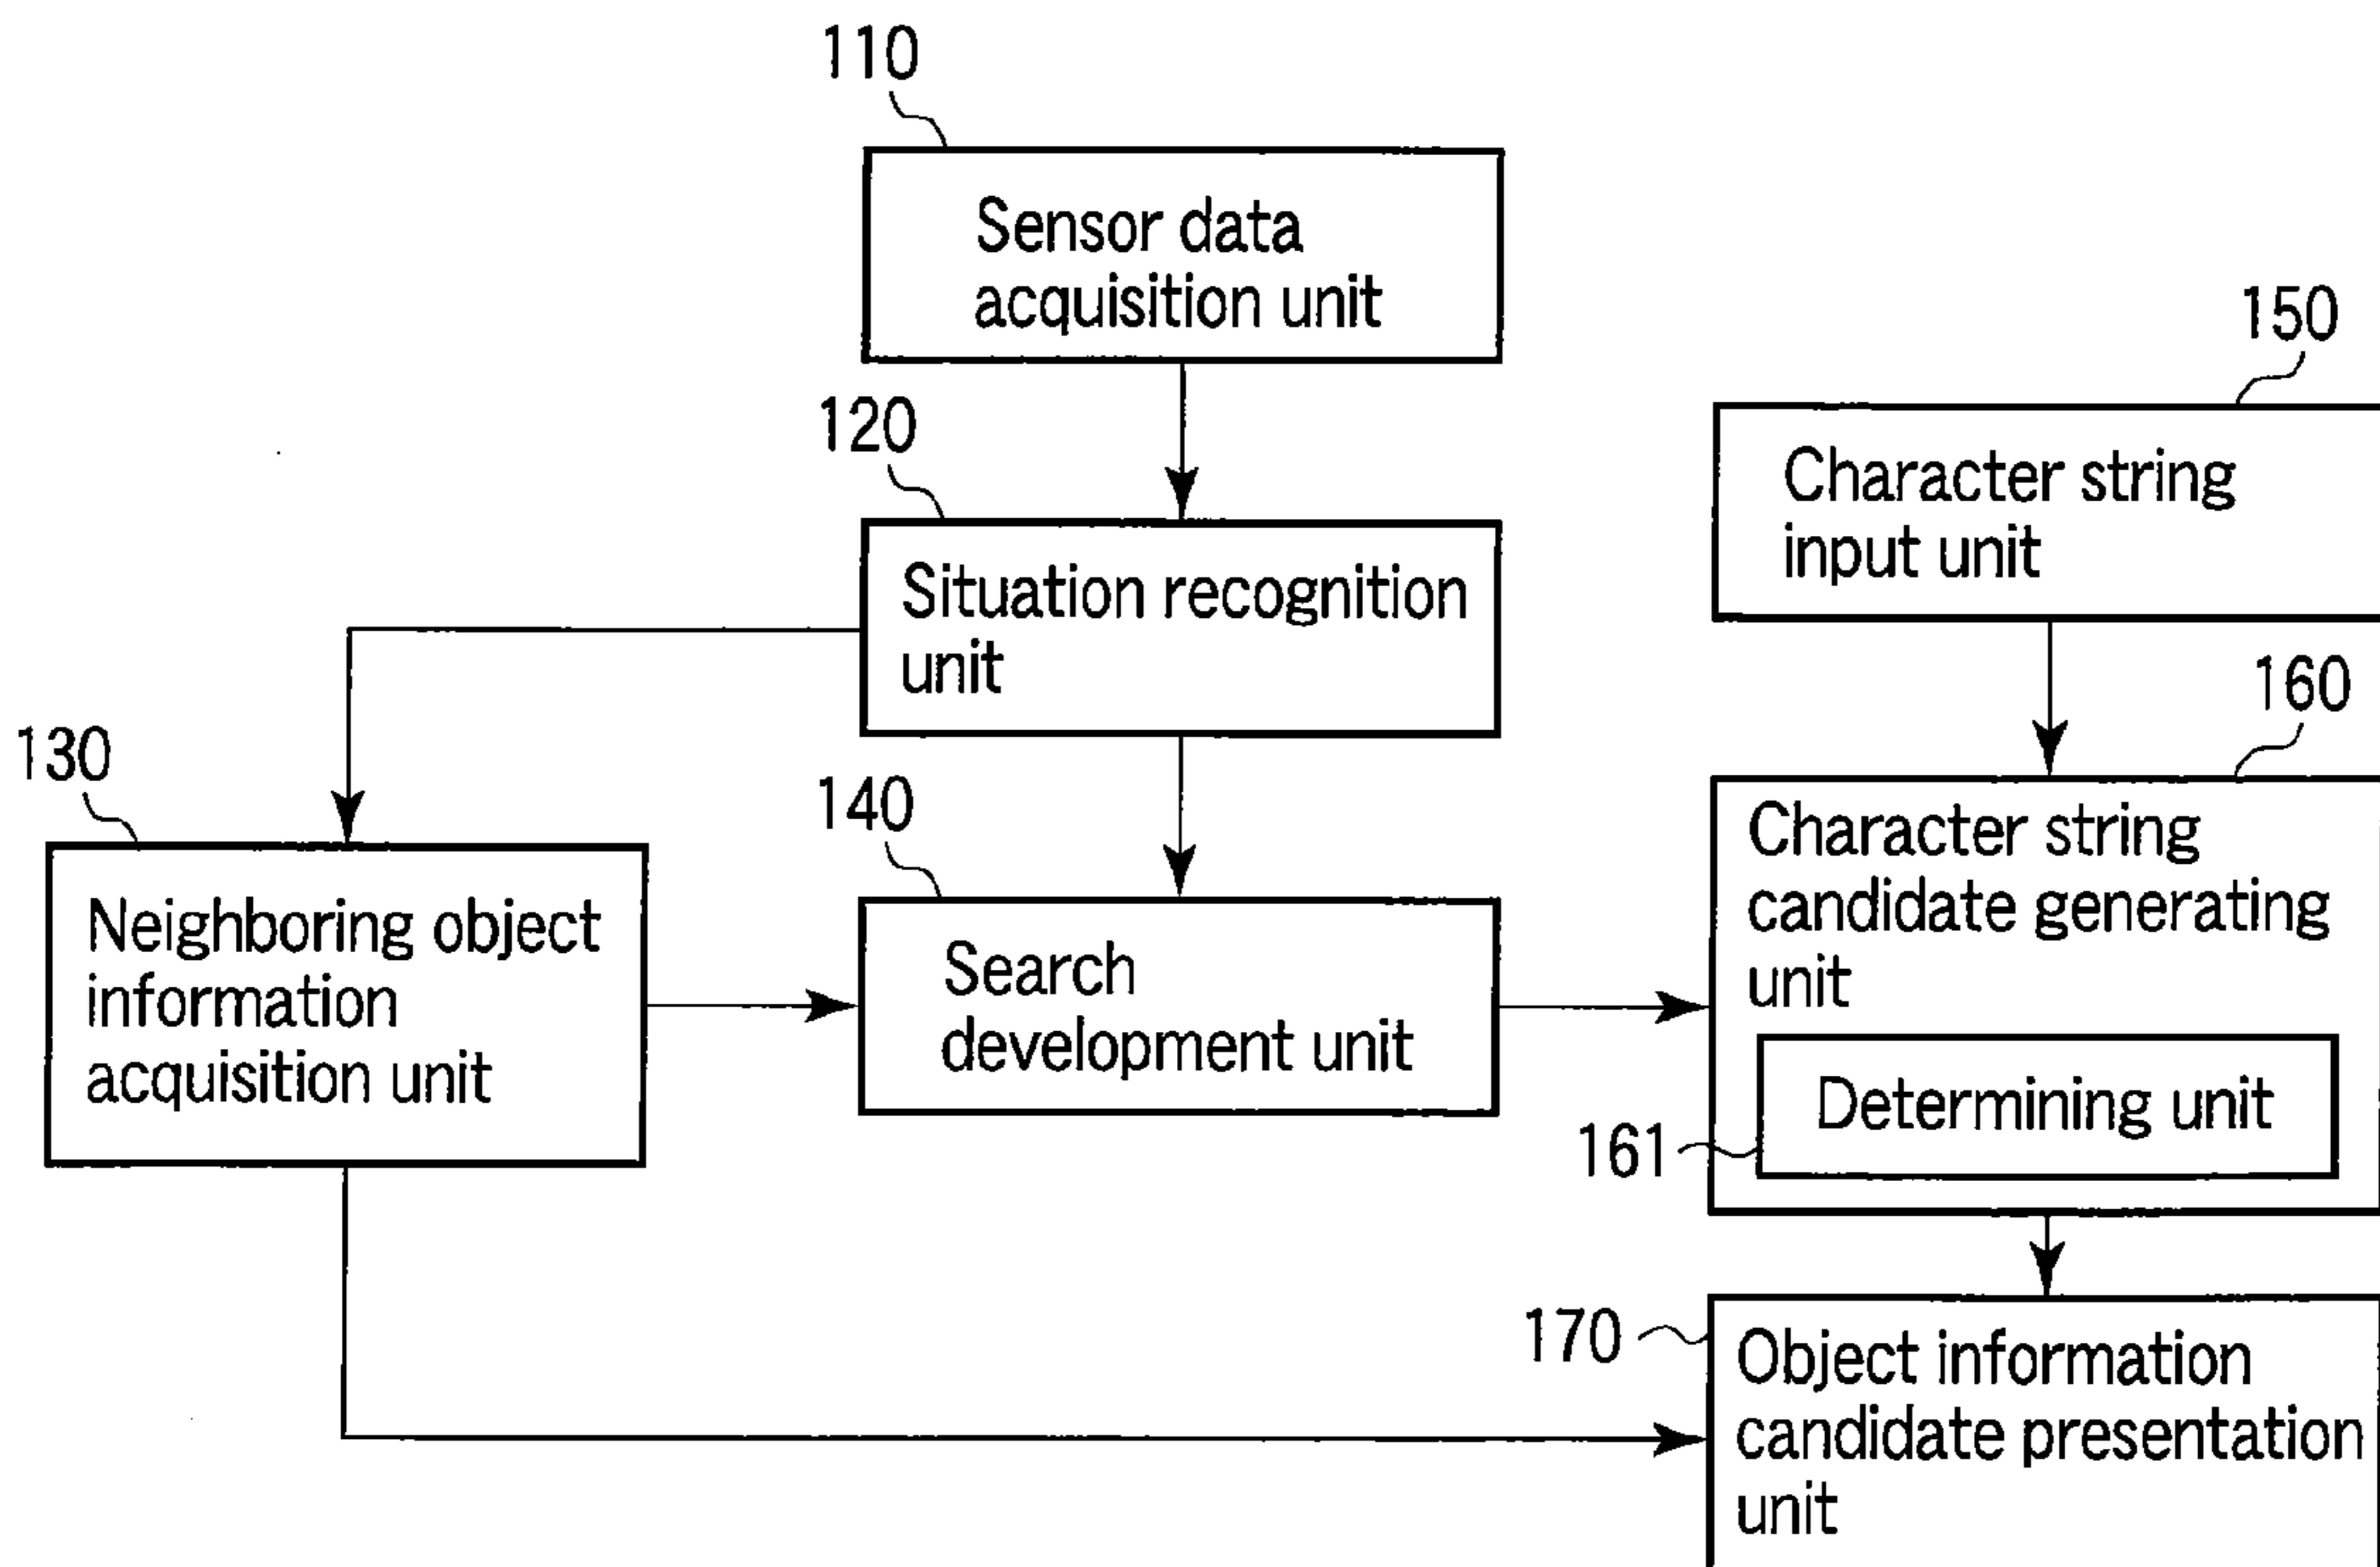 110
Sensor data
acquisition unit
150
120
Character string
input unit
Situation recognition
unit
160
130
140
Character string
candidate generating
unit
Neighboring object
information
acquisition unit
Search
development unit
Determining unit
161
170
Object information
candidate presentation
unit